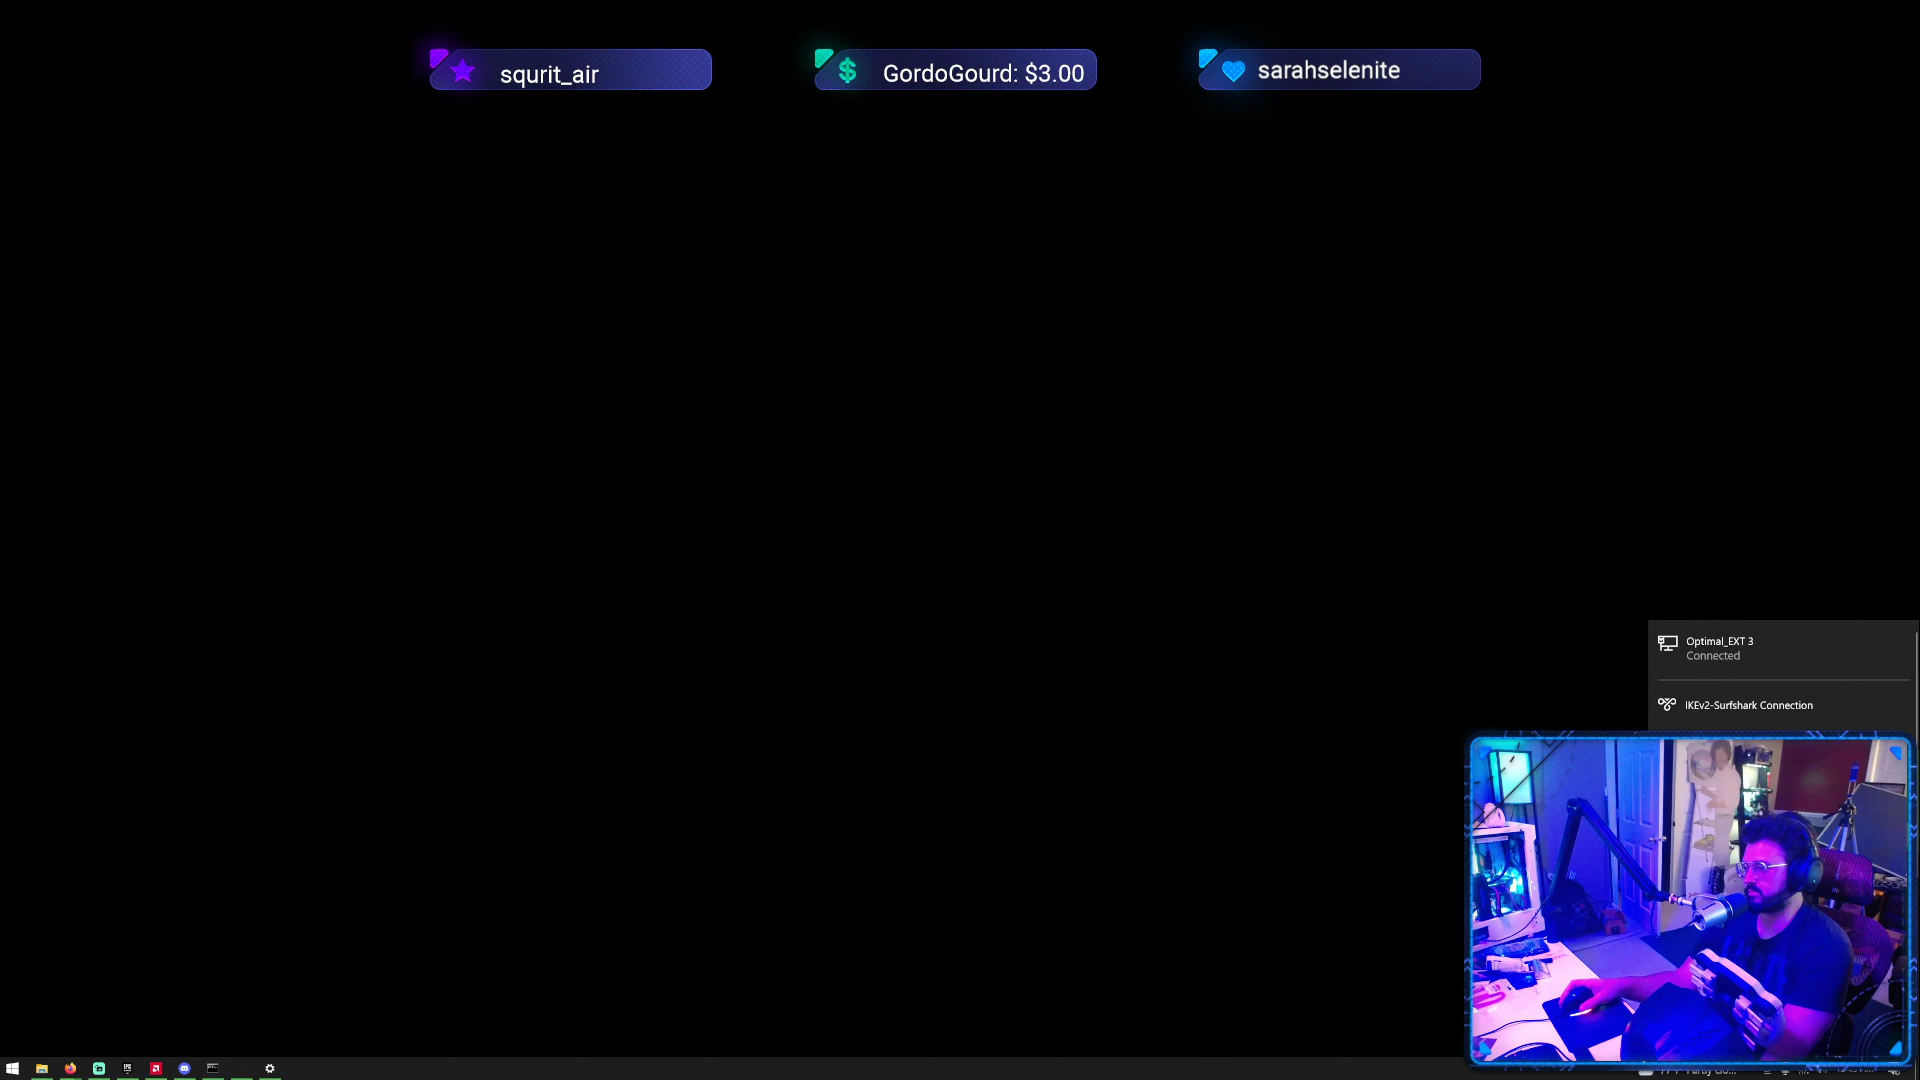 squrit_air
GordoGourd: $3.00
sarahselenite
Optimal_EXT 3
Connected
IKEv2-Surfshark Connection